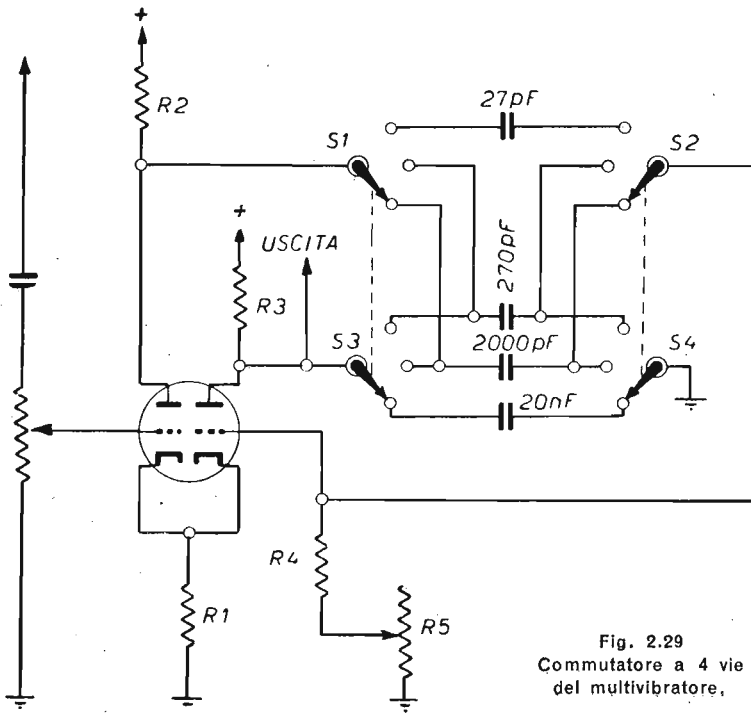 +
R2
27pF
S1
S2
+
USCITA
270pF
R3
S3
2000pF
S4
20nF
R4
R1
R5
Fig. 2.29
Commutatore a 4 vie
del multivibratore,